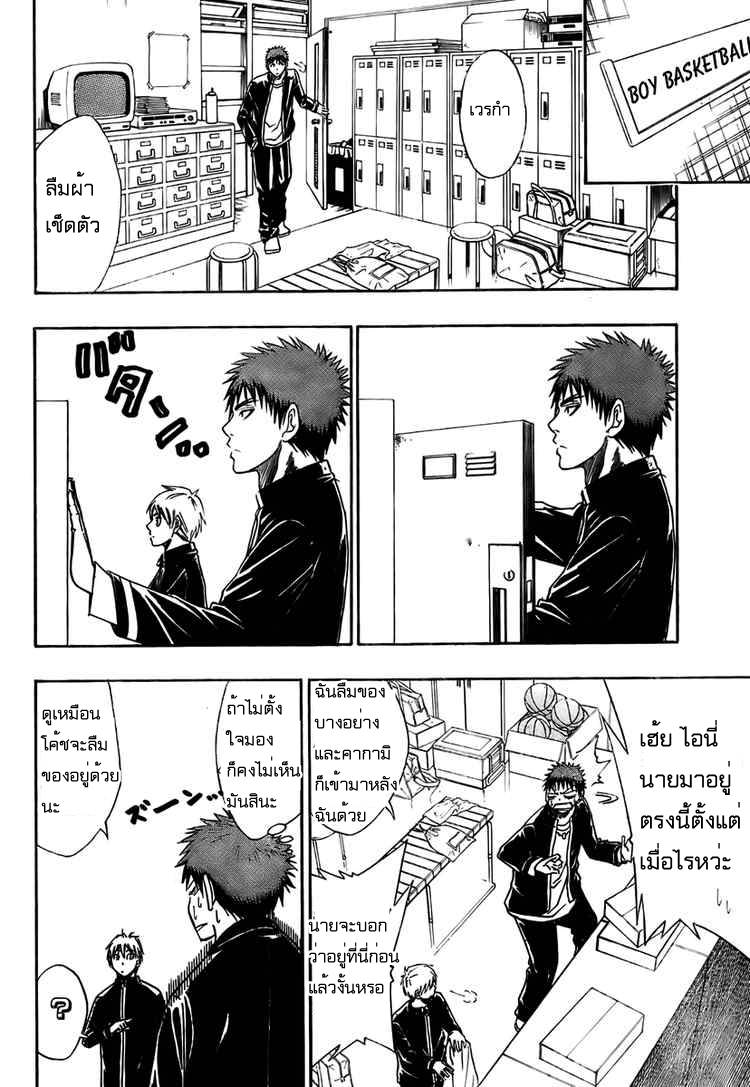 BOY BASKETBALL
เวรกำ
ลืมผ้า
เช็ดตัว
バタン
เฮ้ย ไอนี่
นายมาอยู่
ตรงนี้ตั้งแต่
เมื่อไรหว่ะ
ฉันลืมของ
บางอย่าง
และคากามิ
ก็เข้ามาหลัง
ฉันด้วย
นายจะบอก
ว่าอยู่ที่นี่ก่อน
แล้วงั้นหรอ
ถ้าไม่ตั้ง
ใจมอง
ก็คงไม่เห็น
มันสินะ
ดูเหมือน
โค้ชจะลืม
ของอยู่ด้วย
นะ
ズーン...
?